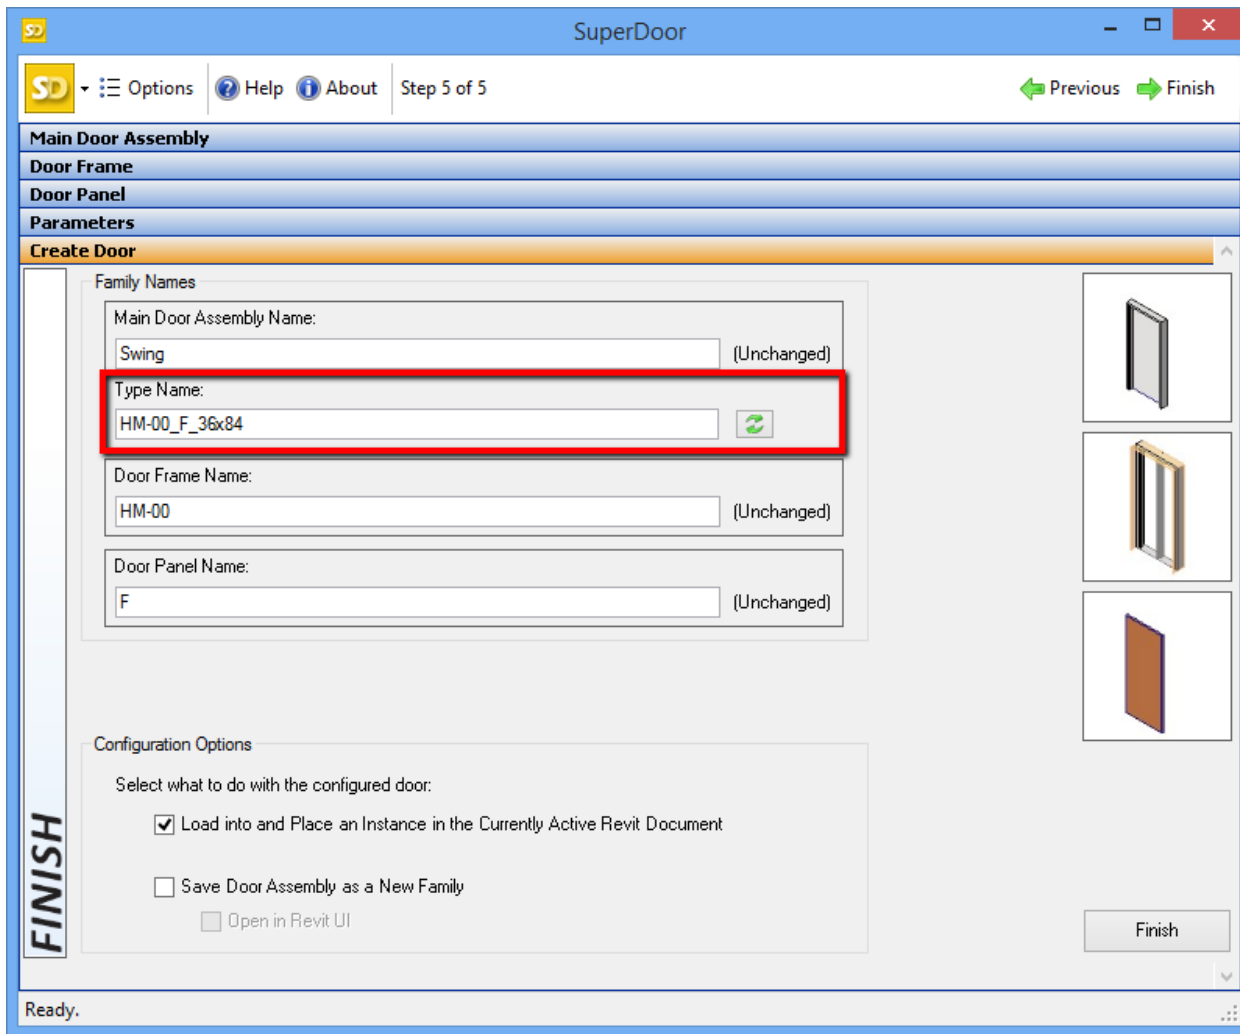 SD
SuperDoor
SD Options Help About Step 5 of 5 Previous Finish
Main Door Assembly
Door Frame
Door Panel
Parameters
Create Door
Family Names
Main Door Assembly Name:
Swing (Unchanged)
Type Name:
HM-00_F_36x84
Door Frame Name:
HM-00 (Unchanged)
Door Panel Name:
F (Unchanged)
Configuration Options
Select what to do with the configured door:
Load into and Place an Instance in the Currently Active Revit Document
Save Door Assembly as a New Family
Open in Revit UI
FINISH
Finish
Ready.